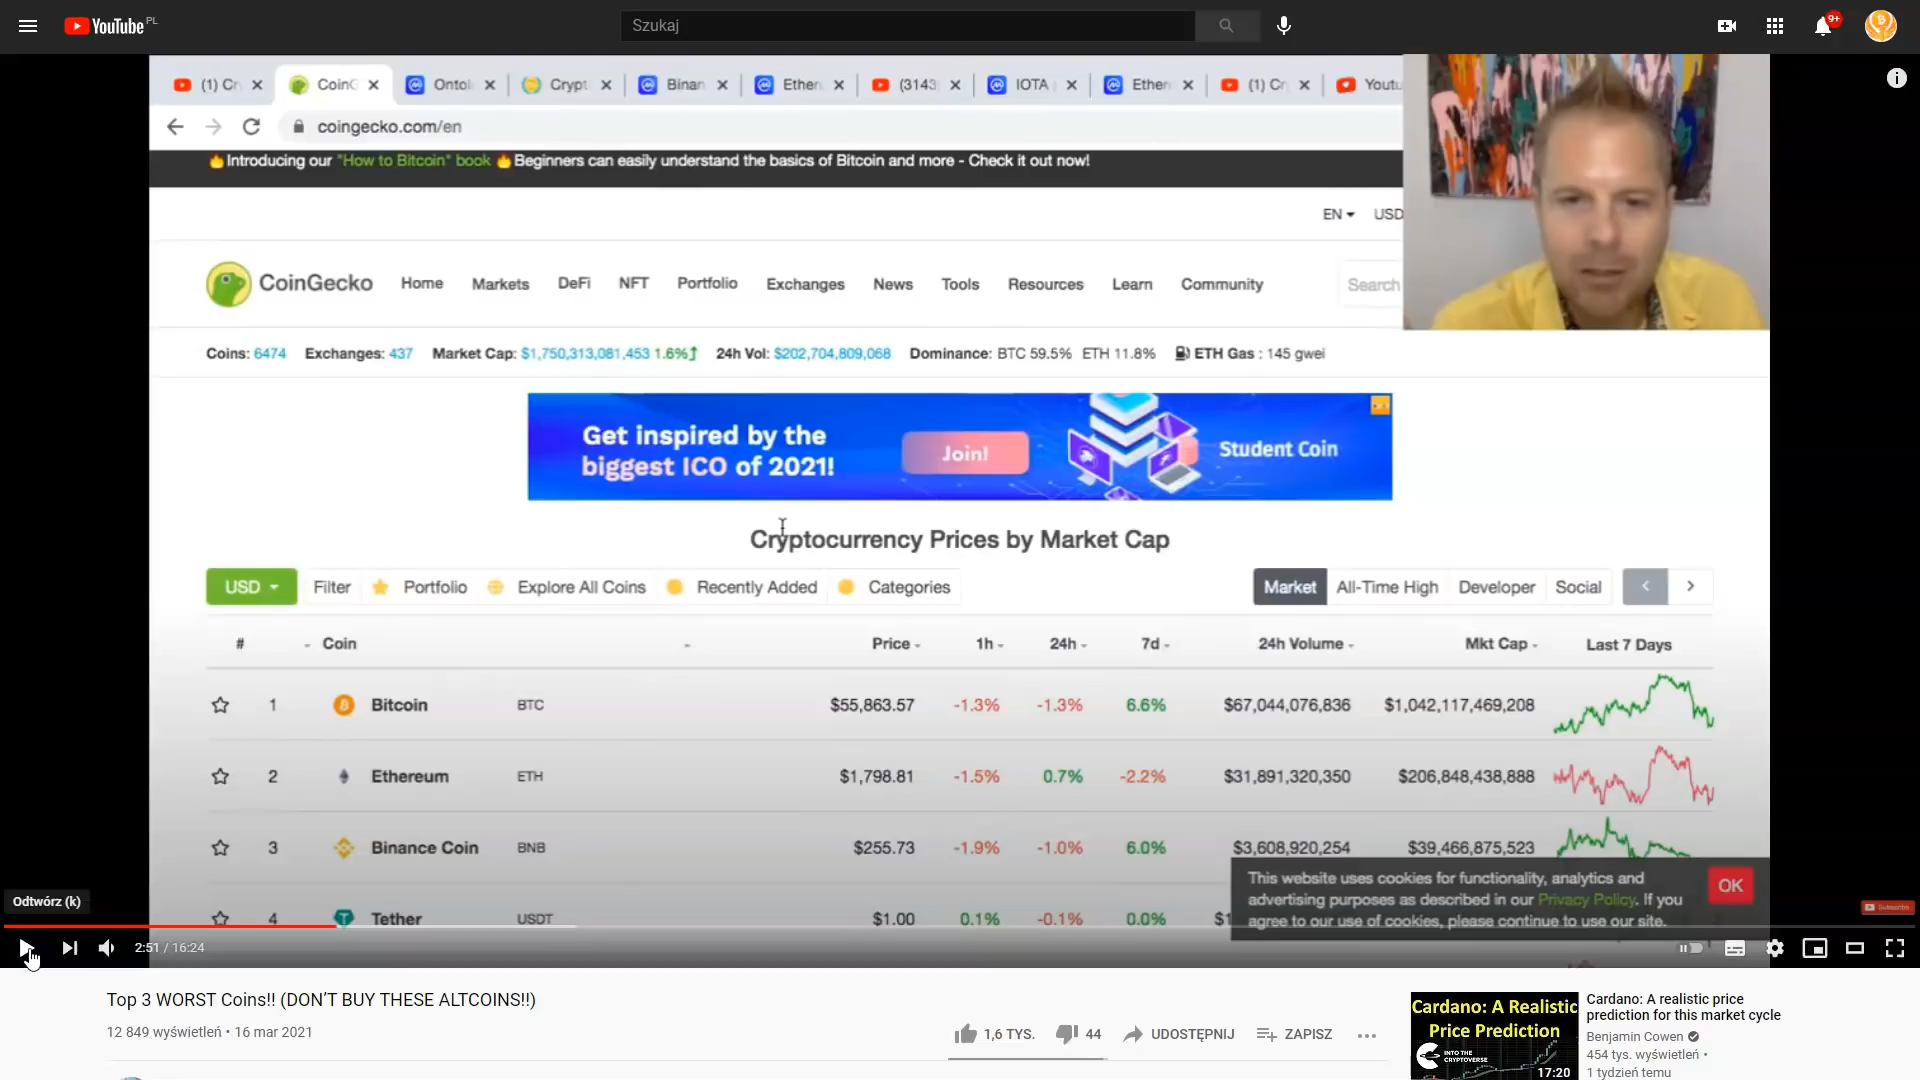 YouTube PL
Szukaj
9+
(1) Cr
CoinG
Ontol
Crypt
Binan
Ether
(3143
IOTA
Ether
(1) Cr
Youtu
coingecko.com/en
Introducing our "How to Bitcoin" book Beginners can easily understand the basics of Bitcoin and more - Check it out now!
EN USD
CoinGecko Home Markets DeFi NFT Portfolio Exchanges News Tools Resources Learn Community Search
Coins: 6474 Exchanges: 437 Market Cap: $1,750,313,081,453 1.6% 24h Vol: $202,704,809,068 Dominance: BTC 59.5% ETH 11.8% ETH Gas : 145 gwei
Get inspired by the
biggest ICO of 2021!
Join!
Student Coin
Cryptocurrency Prices by Market Cap
USD Filter Portfolio Explore All Coins Recently Added Categories Market All-Time High Developer Social
# Coin Price 1h 24h 7d 24h Volume Mkt Cap Last 7 Days
1 Bitcoin BTC $55,863.57 -1.3% -1.3% 6.6% $67,044,076,836 $1,042,117,469,208
2 Ethereum ETH $1,798.81 -1.5% 0.7% -2.2% $31,891,320,350 $206,848,438,888
3 Binance Coin BNB $255.73 -1.9% -1.0% 6.0% $3,608,920,254 $39,466,875,523
4 Tether USDT $1.00 0.1% -0.1% 0.0% $1
This website uses cookies for functionality, analytics and
advertising purposes as described in our Privacy Policy. If you
agree to our use of cookies, please continue to use our site.
OK
Odtwórz (k)
Subscribe
2:51 / 16:24
Top 3 WORST Coins!! (DON'T BUY THESE ALTCOINS!!)
12 849 wyświetleń • 16 mar 2021
1,6 TYS. 44 UDOSTĘPNIJ ZAPISZ
Cardano: A Realistic
Price Prediction
INTO THE
CRYPTOVERSE
17:20
Cardano: A realistic price
prediction for this market cycle
Benjamin Cowen
454 tys. wyświetleń •
1 tydzień temu